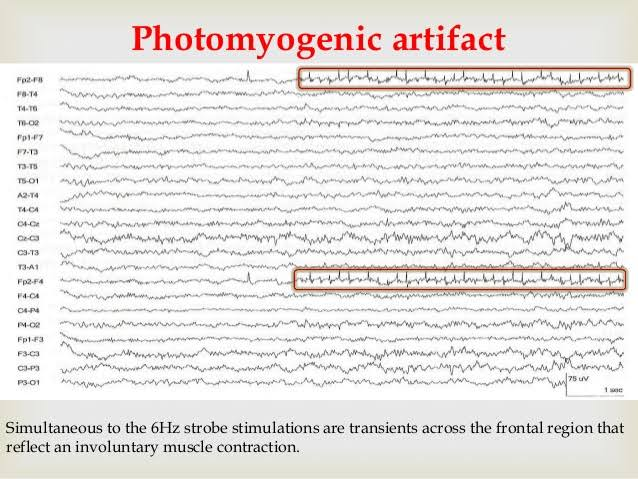 Photomyogenic artifact
Fp2-F8
F8-T4
T4-T6
T6-O2
Fp1-F7
F7-T3
T3-T5
T5-O1
A2-T4
T4-C4
C4-Cz
Cz-C3
C3-T3
T3-A1
Fp2-F4
F4-C4
C4-P4
P4-O2
Fp1-F3
F3-C3
C3-P3
P3-O1
75 uV
1 sec
Simultaneous to the 6Hz strobe stimulations are transients across the frontal region that
reflect an involuntary muscle contraction.